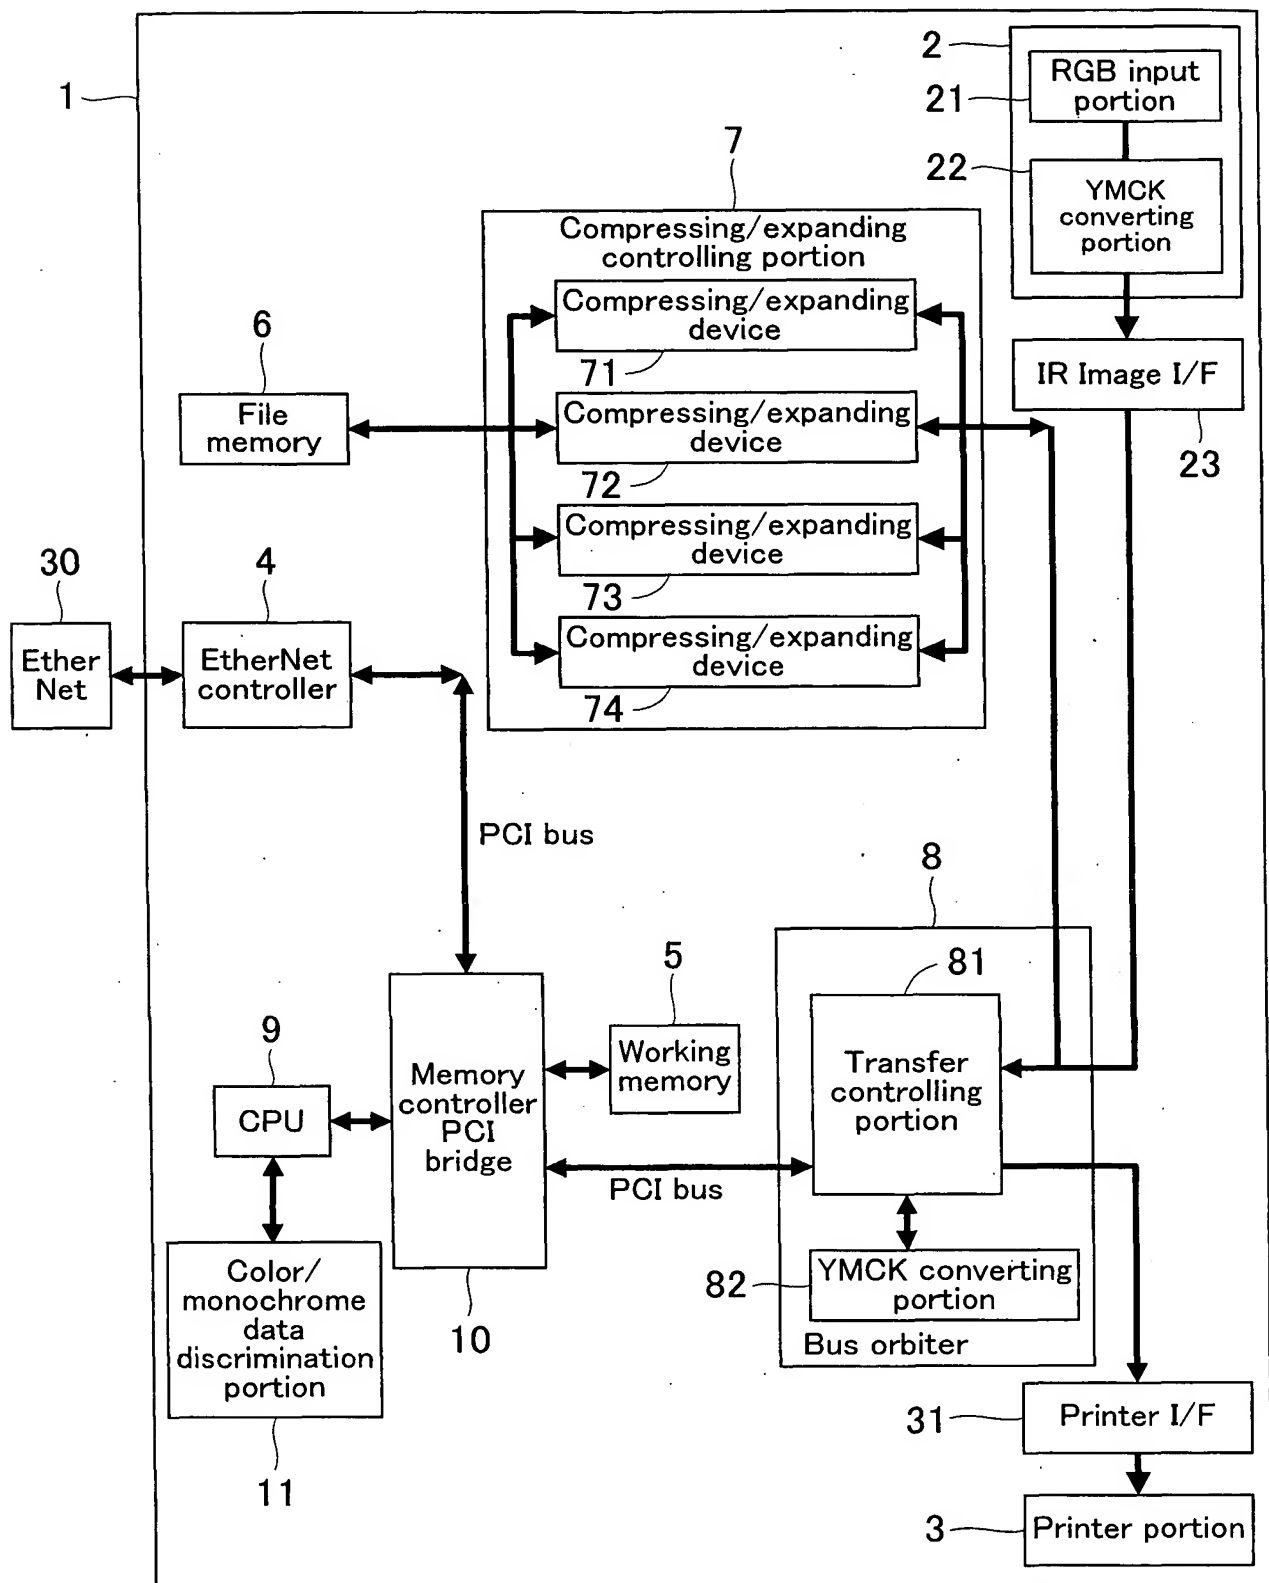 1
2
RGB input
portion
21
22
YMCK
converting
portion
IR Image I/F
23
7
Compressing/expanding
controlling portion
Compressing/expanding
device
71
Compressing/expanding
device
72
Compressing/expanding
device
73
Compressing/expanding
device
74
6
File
memory
30
Ether
Net
4
EtherNet
controller
PCI bus
8
81
Transfer
controlling
portion
5
Working
memory
9
CPU
Memory
controller
PCI
bridge
10
PCI bus
82
YMCK converting
portion
Bus orbiter
Color/
monochrome
data
discrimination
portion
11
31
Printer I/F
3
Printer portion